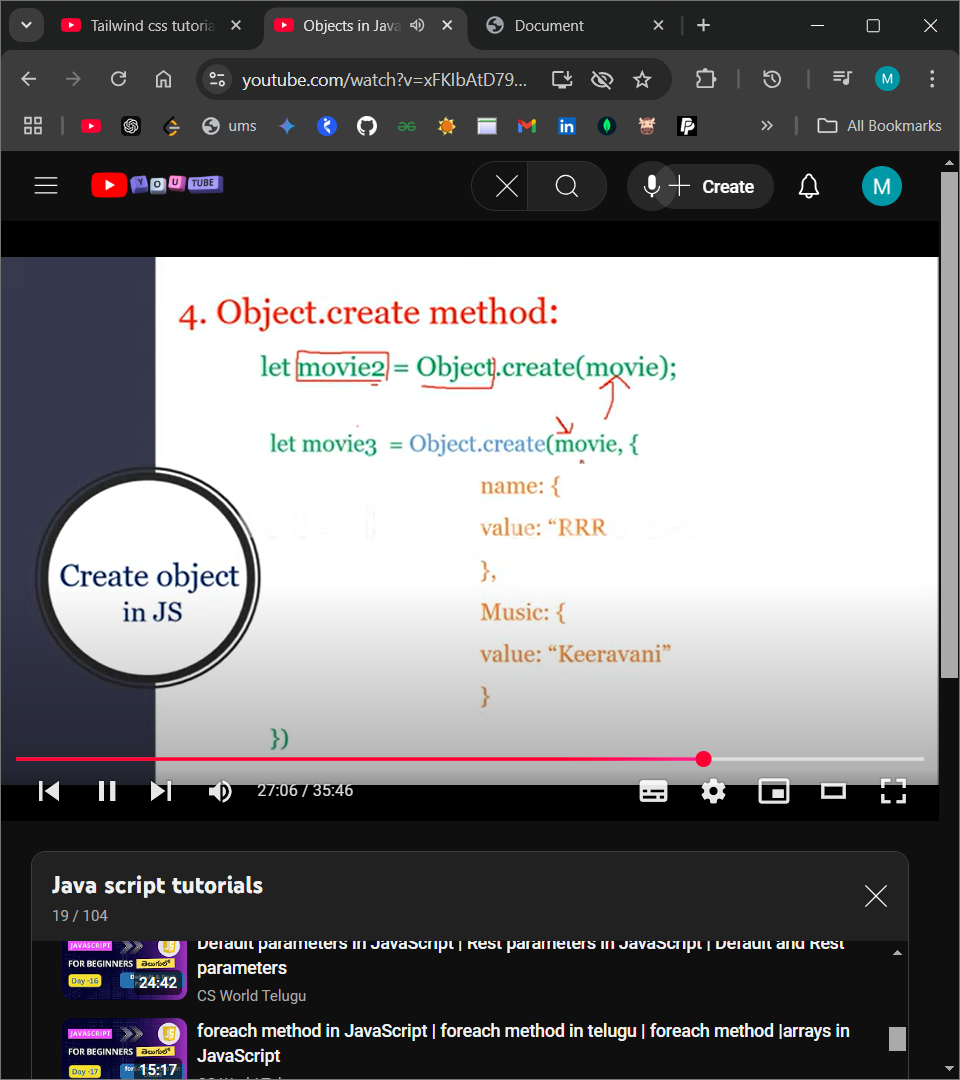 Tailwind css tutoria
Objects in Java
Document
youtube.com/watch?v=xFKIbAtD79...
M
ums
All Bookmarks
YOU TUBE
Create
M
4. Object.create method:
let movie2 = Object.create(movie);
let movie3 = Object.create(movie, {
name: {
value: “RRR
},
Music: {
value: “Keeravani”
}
})
Create object
in JS
27:06 / 35:46
Java script tutorials
19 / 104
JAVASCRIPT
JS
FOR BEGINNERS తెలుగులో
Day -16
24:42
Default parameters in JavaScript | Rest parameters in JavaScript | Default and Rest
parameters
CS World Telugu
JAVASCRIPT
JS
FOR BEGINNERS తెలుగులో
Day -17
15:17
foreach method in JavaScript | foreach method in telugu | foreach method |arrays in
JavaScript